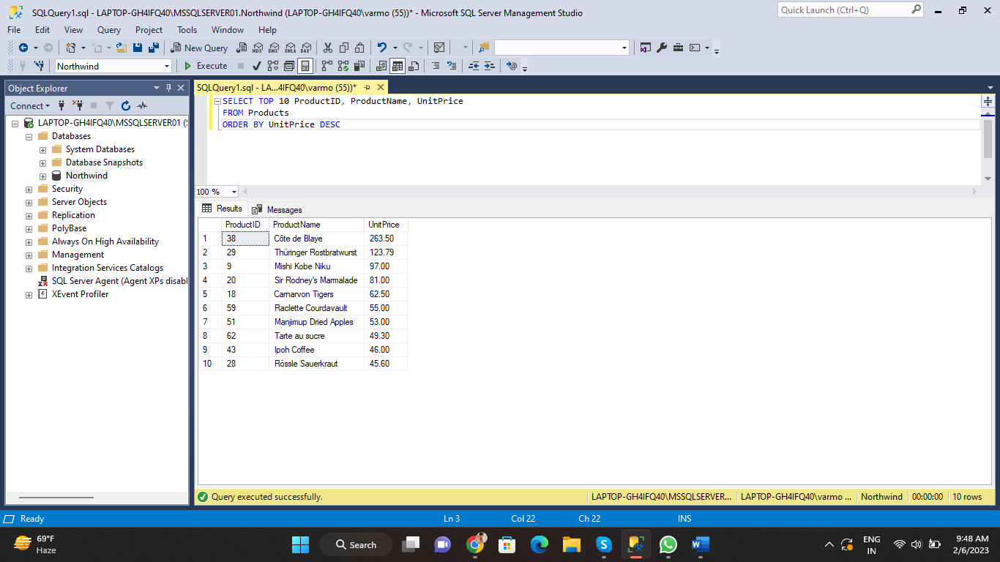 SQLQuery1.sql - LAPTOP-GH4IFQ40\MSSQLSERVER01.Northwind (LAPTOP-GH4IFQ40\varmo (55))* - Microsoft SQL Server Management Studio
Quick Launch (Ctrl+Q)
File Edit View Query Project Tools Window Help
New Query
MDX DMX XMLA DAX
Northwind
Execute
Object Explorer
Connect
LAPTOP-GH4IFQ40\MSSQLSERVER01 (S
Databases
System Databases
Database Snapshots
Northwind
Security
Server Objects
Replication
PolyBase
Always On High Availability
Management
Integration Services Catalogs
SQL Server Agent (Agent XPs disabl
XEvent Profiler
SQLQuery1.sql - LA...4IFQ40\varmo (55))*
SELECT TOP 10 ProductID, ProductName, UnitPrice
FROM Products
ORDER BY UnitPrice DESC
100 %
Results Messages
ProductID ProductName UnitPrice
1 38 Côte de Blaye 263.50
2 29 Thüringer Rostbratwurst 123.79
3 9 Mishi Kobe Niku 97.00
4 20 Sir Rodney's Marmalade 81.00
5 18 Carnarvon Tigers 62.50
6 59 Raclette Courdavault 55.00
7 51 Manjimup Dried Apples 53.00
8 62 Tarte au sucre 49.30
9 43 Ipoh Coffee 46.00
10 28 Rössle Sauerkraut 45.60
Query executed successfully.
LAPTOP-GH4IFQ40\MSSQLSERVER... LAPTOP-GH4IFQ40\varmo ... Northwind 00:00:00 10 rows
Ready Ln 3 Col 22 Ch 22 INS
69°F
Haze
Search
ENG
IN
9:48 AM
2/6/2023